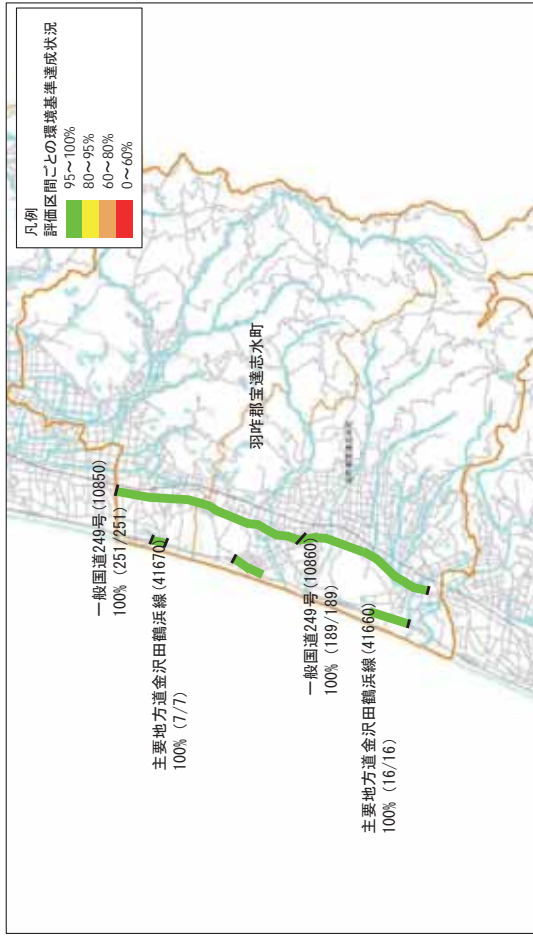 凡例
評価区間ごとの環境基準達成状況
95~100%
80~95%
60~80%
0~60%
一般国道249号(10850)
100% (251/251)
主要地方道金沢田鶴浜線(41670)
100% (7/7)
羽咋郡宝達志水町
一般国道249号(10860)
100% (189/189)
主要地方道金沢田鶴浜線(41660)
100% (16/16)